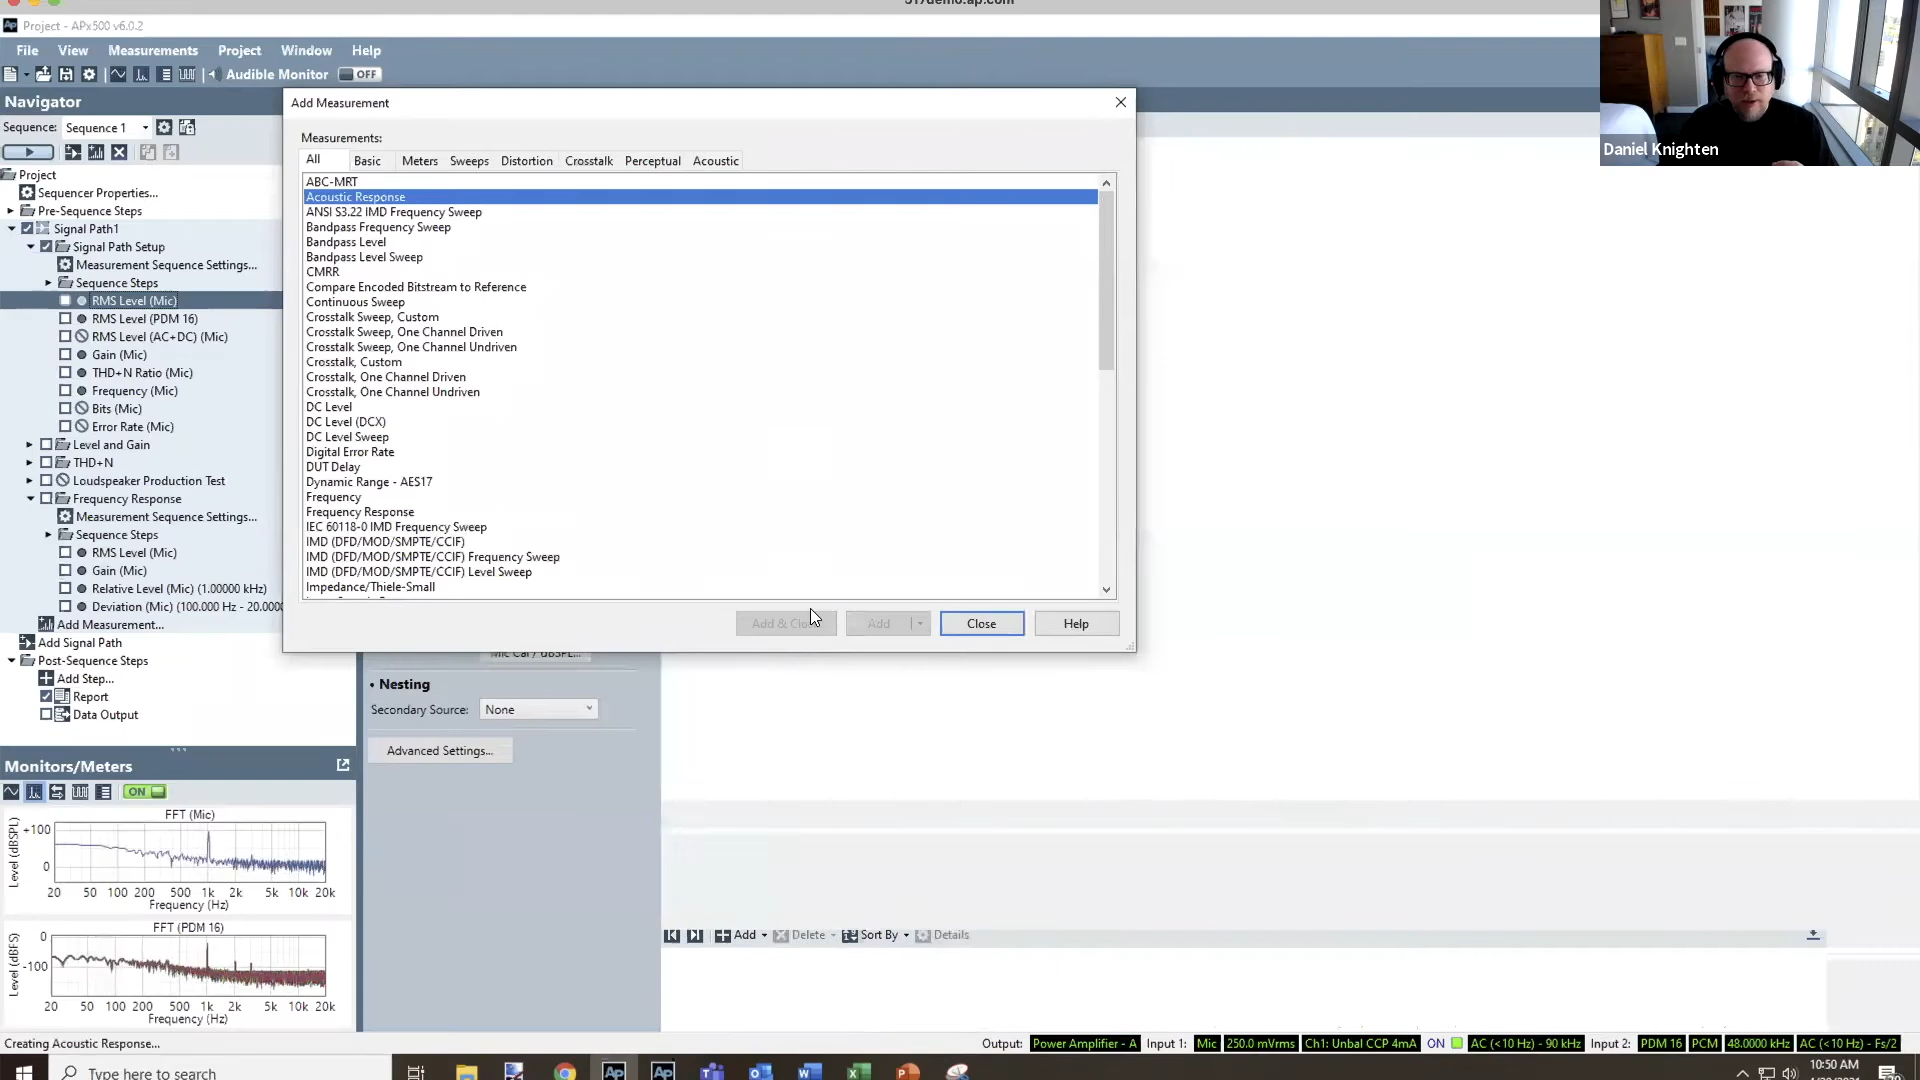 517demo.ap.com
Project - APx500 v6.0.2
File View Measurements Project Window Help
Audible Monitor OFF
Navigator
Sequence: Sequence 1
Project
Sequencer Properties...
Pre-Sequence Steps
Signal Path1
Signal Path Setup
Measurement Sequence Settings...
Sequence Steps
RMS Level (Mic)
RMS Level (PDM 16)
RMS Level (AC+DC) (Mic)
Gain (Mic)
THD+N Ratio (Mic)
Frequency (Mic)
Bits (Mic)
Error Rate (Mic)
Level and Gain
THD+N
Loudspeaker Production Test
Frequency Response
Measurement Sequence Settings...
Sequence Steps
RMS Level (Mic)
Gain (Mic)
Relative Level (Mic) (1.00000 kHz)
Deviation (Mic) (100.000 Hz - 20.0000
Add Measurement...
Add Signal Path
Post-Sequence Steps
Add Step...
Report
Data Output
Add Measurement
Measurements:
All Basic Meters Sweeps Distortion Crosstalk Perceptual Acoustic
ABC-MRT
Acoustic Response
ANSI S3.22 IMD Frequency Sweep
Bandpass Frequency Sweep
Bandpass Level
Bandpass Level Sweep
CMRR
Compare Encoded Bitstream to Reference
Continuous Sweep
Crosstalk Sweep, Custom
Crosstalk Sweep, One Channel Driven
Crosstalk Sweep, One Channel Undriven
Crosstalk, Custom
Crosstalk, One Channel Driven
Crosstalk, One Channel Undriven
DC Level
DC Level (DCX)
DC Level Sweep
Digital Error Rate
DUT Delay
Dynamic Range - AES17
Frequency
Frequency Response
IEC 60118-0 IMD Frequency Sweep
IMD (DFD/MOD/SMPTE/CCIF)
IMD (DFD/MOD/SMPTE/CCIF) Frequency Sweep
IMD (DFD/MOD/SMPTE/CCIF) Level Sweep
Impedance/Thiele-Small
Add & Add Close Help
Mic Cal / dBSPL...
Nesting
Secondary Source: None
Advanced Settings...
Daniel Knighten
Monitors/Meters
ON
FFT (Mic)
Level (dBSPL)
+100
0
20 50 100 200 500 1k 2k 5k 10k 20k
Frequency (Hz)
FFT (PDM 16)
Level (dBFS)
0
-100
20 50 100 200 500 1k 2k 5k 10k 20k
Frequency (Hz)
Add Delete Sort By Details
Creating Acoustic Response...
Output: Power Amplifier - A Input 1: Mic 250.0 mVrms Ch1: Unbal CCP 4mA ON AC (<10 Hz) - 90 kHz Input 2: PDM 16 PCM 48.0000 kHz AC (<10 Hz) - Fs/2
Type here to search
10:50 AM